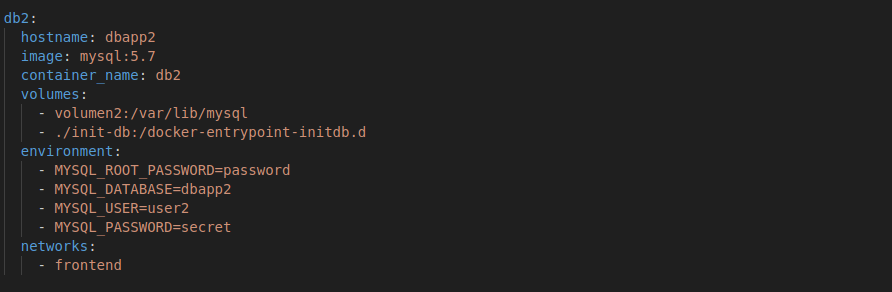 db2:
hostname: dbapp2
image: mysql:5.7
container_name: db2
volumes:
- volumen2:/var/lib/mysql
- ./init-db:/docker-entrypoint-initdb.d
environment:
- MYSQL_ROOT_PASSWORD=password
- MYSQL_DATABASE=dbapp2
- MYSQL_USER=user2
- MYSQL_PASSWORD=secret
networks:
- frontend